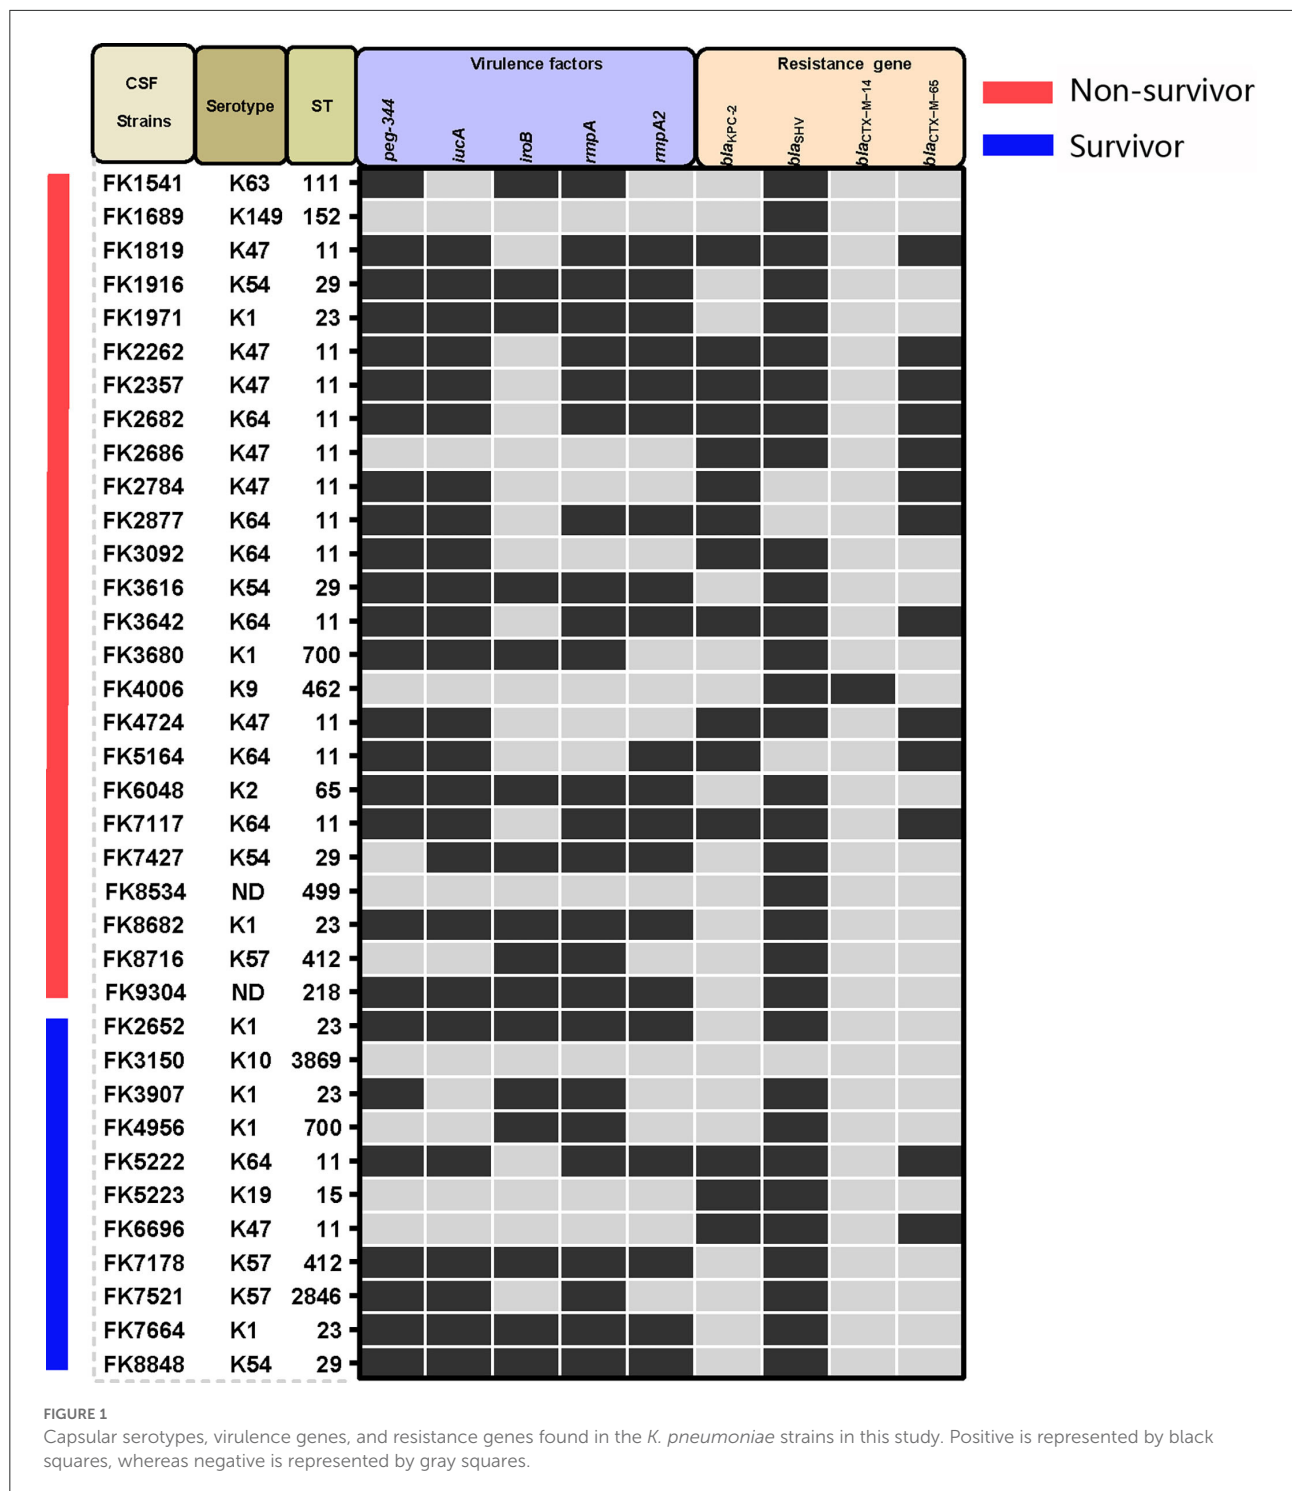 CSF
Strains
Serotype
ST
Virulence factors
Resistance gene
peg-344
iucA
iroB
rmpA
rmpA2
blaKPC-2
blaSHV
blaCTX-M-14
blaCTX-M-65
Non-survivor
Survivor
FK1541 K63 111
FK1689 K149 152
FK1819 K47 11
FK1916 K54 29
FK1971 K1 23
FK2262 K47 11
FK2357 K47 11
FK2682 K64 11
FK2686 K47 11
FK2784 K47 11
FK2877 K64 11
FK3092 K64 11
FK3616 K54 29
FK3642 K64 11
FK3680 K1 700
FK4006 K9 462
FK4724 K47 11
FK5164 K64 11
FK6048 K2 65
FK7117 K64 11
FK7427 K54 29
FK8534 ND 499
FK8682 K1 23
FK8716 K57 412
FK9304 ND 218
FK2652 K1 23
FK3150 K10 3869
FK3907 K1 23
FK4956 K1 700
FK5222 K64 11
FK5223 K19 15
FK6696 K47 11
FK7178 K57 412
FK7521 K57 2846
FK7664 K1 23
FK8848 K54 29
FIGURE 1
Capsular serotypes, virulence genes, and resistance genes found in the K. pneumoniae strains in this study. Positive is represented by black
squares, whereas negative is represented by gray squares.